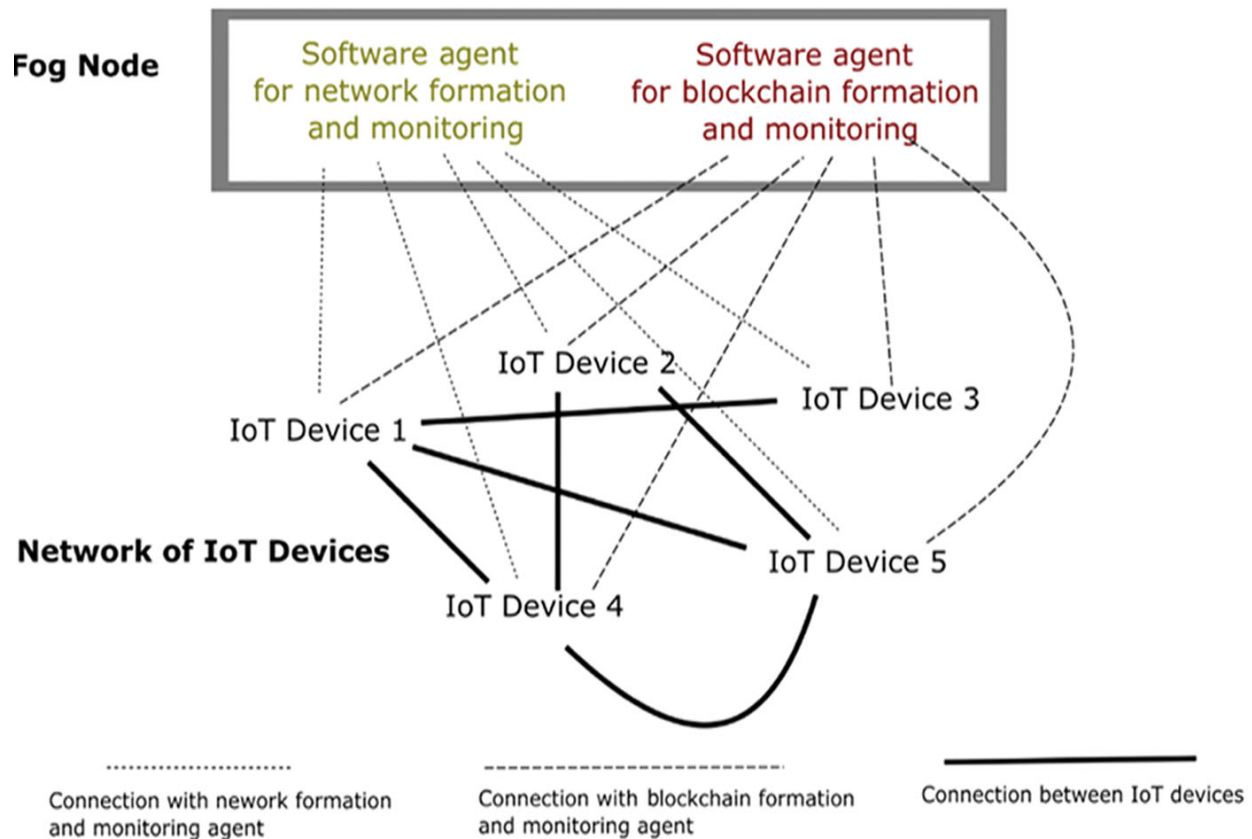 Fog Node
Software agent
for network formation
and monitoring
Software agent
for blockchain formation
and monitoring
IoT Device 2
IoT Device 3
IoT Device 1
Network of IoT Devices
IoT Device 5
IoT Device 4
Connection with nework formation
and monitoring agent
Connection with blockchain formation
and monitoring agent
Connection between IoT devices